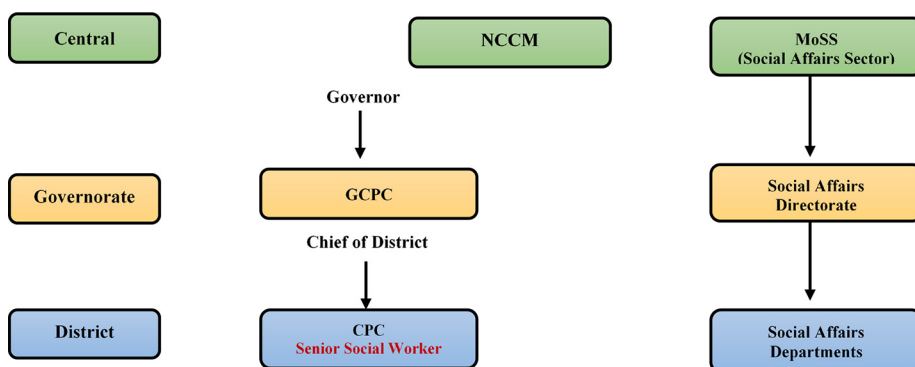 Central
NCCM
MoSS
(Social Affairs Sector)
Governor
Governorate
GCPC
Social Affairs
Directorate
Chief of District
District
CPC
Senior Social Worker
Social Affairs
Departments